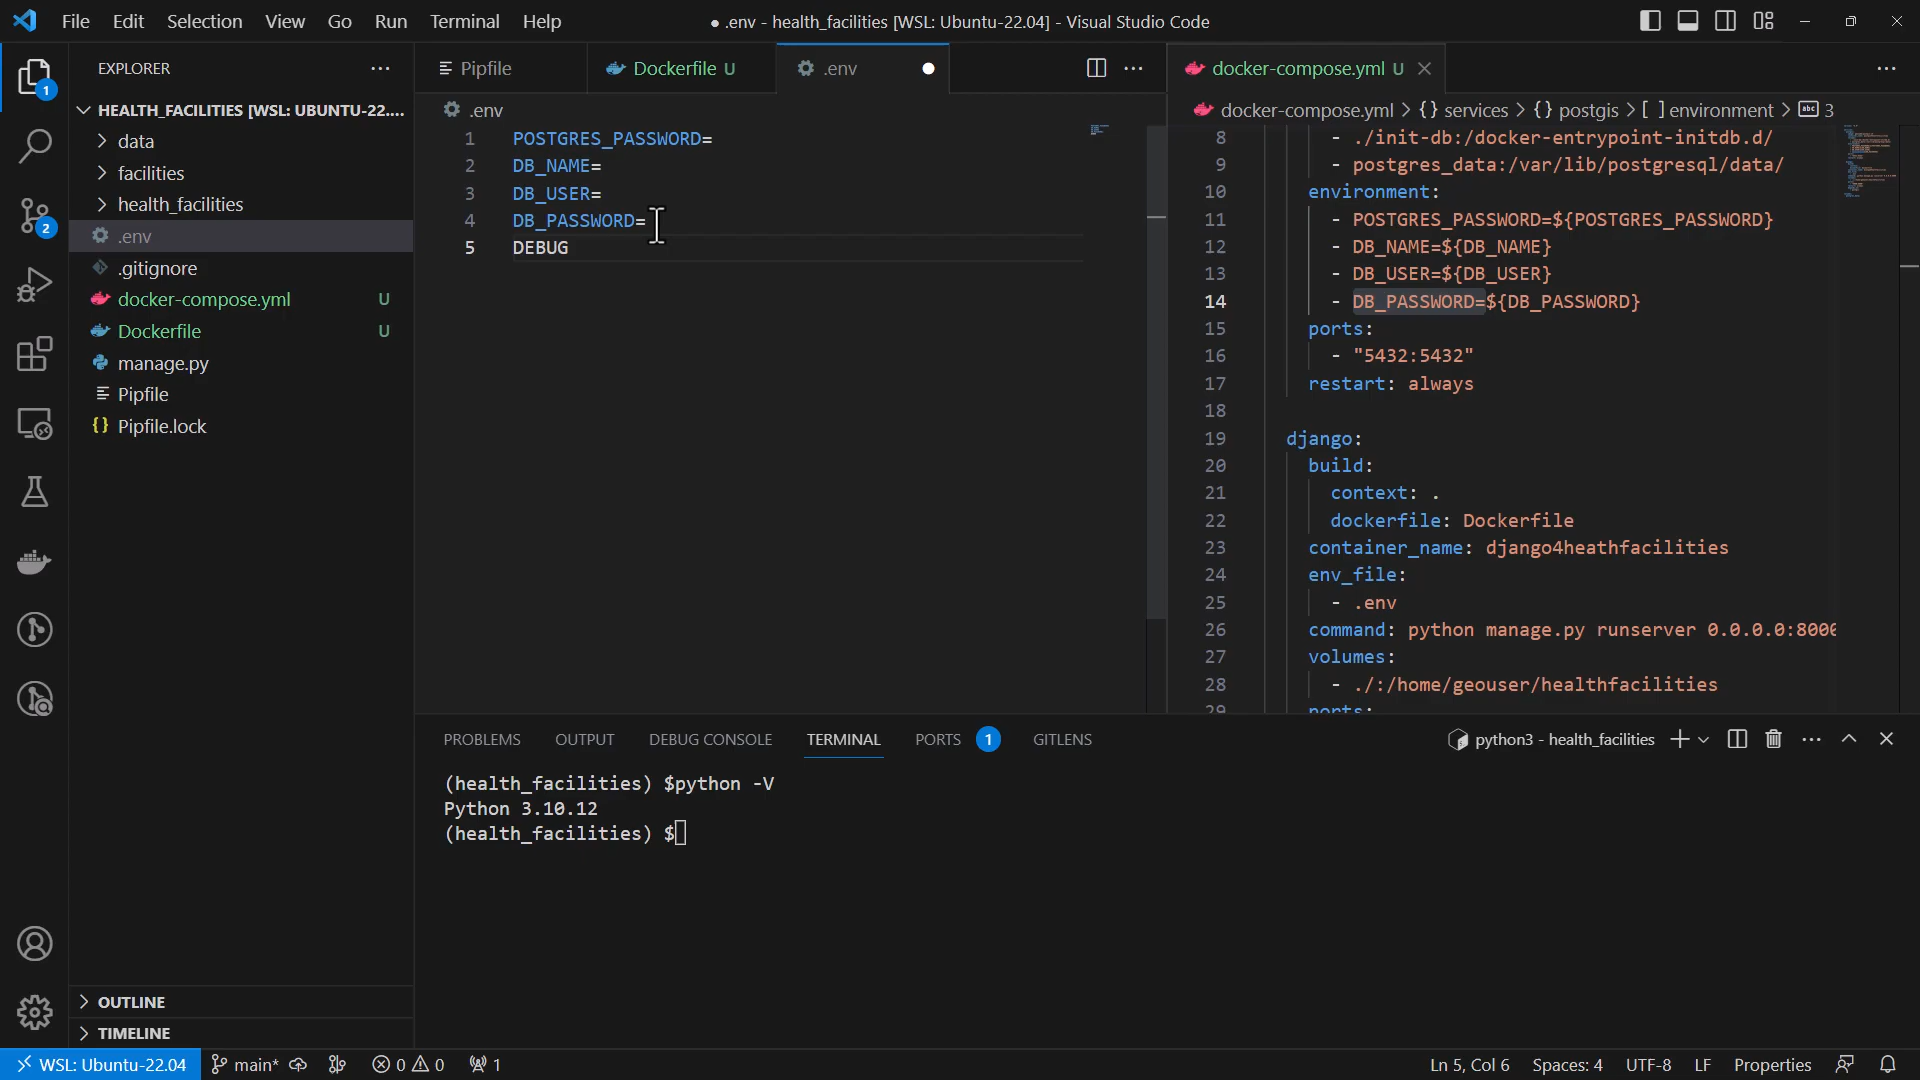 File Edit Selection View Go Run Terminal Help
● .env - health_facilities [WSL: Ubuntu-22.04] - Visual Studio Code
EXPLORER
HEALTH_FACILITIES [WSL: UBUNTU-22....
data
facilities
health_facilities
.env
.gitignore
docker-compose.yml U
Dockerfile U
manage.py
Pipfile
Pipfile.lock
OUTLINE
TIMELINE
1
2
Pipfile
Dockerfile U
.env
.env
1 POSTGRES_PASSWORD=
2 DB_NAME=
3 DB_USER=
4 DB_PASSWORD=
5 DEBUG
docker-compose.yml U
docker-compose.yml > {} services > {} postgis > [ ] environment > abc 3
8 - ./init-db:/docker-entrypoint-initdb.d/
9 - postgres_data:/var/lib/postgresql/data/
10 environment:
11 - POSTGRES_PASSWORD=${POSTGRES_PASSWORD}
12 - DB_NAME=${DB_NAME}
13 - DB_USER=${DB_USER}
14 - DB_PASSWORD=${DB_PASSWORD}
15 ports:
16 - "5432:5432"
17 restart: always
18
19 django:
20 build:
21 context: .
22 dockerfile: Dockerfile
23 container_name: django4heathfacilities
24 env_file:
25 - .env
26 command: python manage.py runserver 0.0.0.0:8000
27 volumes:
28 - ./:/home/geouser/healthfacilities
29 ports:
PROBLEMS OUTPUT DEBUG CONSOLE TERMINAL PORTS 1 GITLENS
python3 - health_facilities
(health_facilities) $python -V
Python 3.10.12
(health_facilities) $
WSL: Ubuntu-22.04 main* 0 0 1
Ln 5, Col 6 Spaces: 4 UTF-8 LF Properties